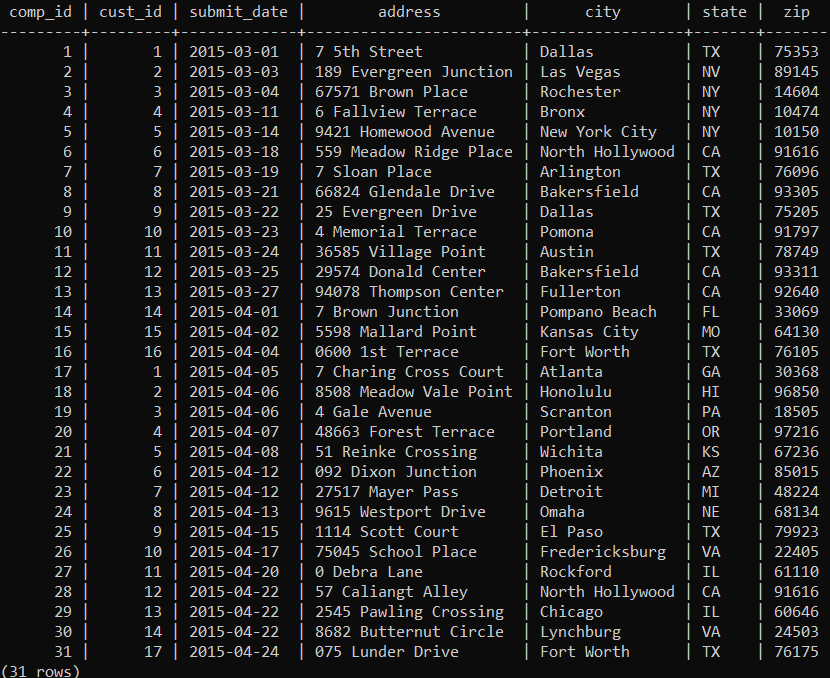 comp_id | cust_id | submit_date | address | city | state | zip
---------+---------+-------------+------------------------+-----------------+-------+-------
1 | 1 | 2015-03-01 | 7 5th Street | Dallas | TX | 75353
2 | 2 | 2015-03-03 | 189 Evergreen Junction | Las Vegas | NV | 89145
3 | 3 | 2015-03-04 | 67571 Brown Place | Rochester | NY | 14604
4 | 4 | 2015-03-11 | 6 Fallview Terrace | Bronx | NY | 10474
5 | 5 | 2015-03-14 | 9421 Homewood Avenue | New York City | NY | 10150
6 | 6 | 2015-03-18 | 559 Meadow Ridge Place | North Hollywood | CA | 91616
7 | 7 | 2015-03-19 | 7 Sloan Place | Arlington | TX | 76096
8 | 8 | 2015-03-21 | 66824 Glendale Drive | Bakersfield | CA | 93305
9 | 9 | 2015-03-22 | 25 Evergreen Drive | Dallas | TX | 75205
10 | 10 | 2015-03-23 | 4 Memorial Terrace | Pomona | CA | 91797
11 | 11 | 2015-03-24 | 36585 Village Point | Austin | TX | 78749
12 | 12 | 2015-03-25 | 29574 Donald Center | Bakersfield | CA | 93311
13 | 13 | 2015-03-27 | 94078 Thompson Center | Fullerton | CA | 92640
14 | 14 | 2015-04-01 | 7 Brown Junction | Pompano Beach | FL | 33069
15 | 15 | 2015-04-02 | 5598 Mallard Point | Kansas City | MO | 64130
16 | 16 | 2015-04-04 | 0600 1st Terrace | Fort Worth | TX | 76105
17 | 1 | 2015-04-05 | 7 Charing Cross Court | Atlanta | GA | 30368
18 | 2 | 2015-04-06 | 8508 Meadow Vale Point | Honolulu | HI | 96850
19 | 3 | 2015-04-06 | 4 Gale Avenue | Scranton | PA | 18505
20 | 4 | 2015-04-07 | 48663 Forest Terrace | Portland | OR | 97216
21 | 5 | 2015-04-08 | 51 Reinke Crossing | Wichita | KS | 67236
22 | 6 | 2015-04-12 | 092 Dixon Junction | Phoenix | AZ | 85015
23 | 7 | 2015-04-12 | 27517 Mayer Pass | Detroit | MI | 48224
24 | 8 | 2015-04-13 | 9615 Westport Drive | Omaha | NE | 68134
25 | 9 | 2015-04-15 | 1114 Scott Court | El Paso | TX | 79923
26 | 10 | 2015-04-17 | 75045 School Place | Fredericksburg | VA | 22405
27 | 11 | 2015-04-20 | 0 Debra Lane | Rockford | IL | 61110
28 | 12 | 2015-04-22 | 57 Caliangt Alley | North Hollywood | CA | 91616
29 | 13 | 2015-04-22 | 2545 Pawling Crossing | Chicago | IL | 60646
30 | 14 | 2015-04-22 | 8682 Butternut Circle | Lynchburg | VA | 24503
31 | 17 | 2015-04-24 | 075 Lunder Drive | Fort Worth | TX | 76175
(31 rows)